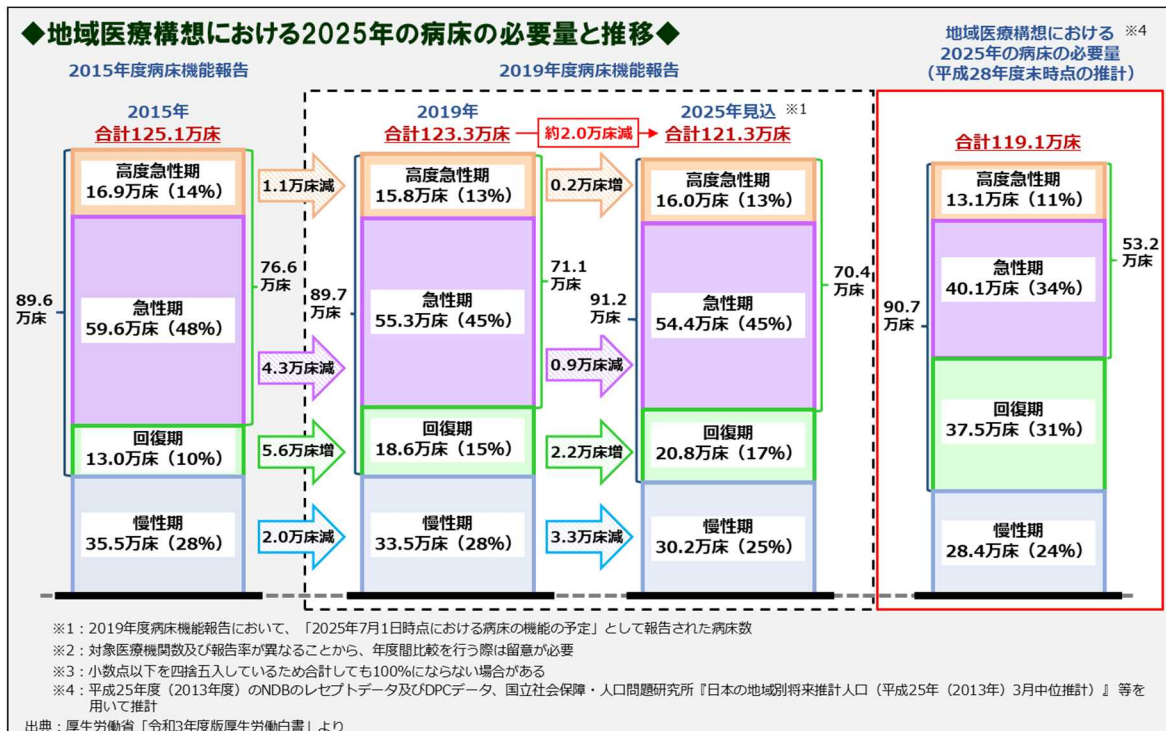 ◆地域医療構想における2025年の病床の必要量と推移◆
2015年度病床機能報告
2019年度病床機能報告
地域医療構想における ※4
2025年の病床の必要量
（平成28年度末時点の推計）
2015年
合計125.1万床
2019年
合計123.3万床
約2.0万床減
2025年見込 ※1
合計121.3万床
合計119.1万床
高度急性期
16.9万床（14%）
急性期
59.6万床（48%）
回復期
13.0万床（10%）
慢性期
35.5万床（28%）
89.6
万床
76.6
万床
1.1万床減
4.3万床減
5.6万床増
2.0万床減
高度急性期
15.8万床（13%）
急性期
55.3万床（45%）
回復期
18.6万床（15%）
慢性期
33.5万床（28%）
89.7
万床
71.1
万床
0.2万床増
0.9万床減
2.2万床増
3.3万床減
高度急性期
16.0万床（13%）
急性期
54.4万床（45%）
回復期
20.8万床（17%）
慢性期
30.2万床（25%）
91.2
万床
70.4
万床
高度急性期
13.1万床（11%）
急性期
40.1万床（34%）
回復期
37.5万床（31%）
慢性期
28.4万床（24%）
90.7
万床
53.2
万床
※1：2019年度病床機能報告において、「2025年7月1日時点における病床の機能の予定」として報告された病床数
※2：対象医療機関数及び報告率が異なることから、年度間比較を行う際は留意が必要
※3：小数点以下を四捨五入しているため合計しても100%にならない場合がある
※4：平成25年度（2013年度）のNDBのレセプトデータ及びDPCデータ、国立社会保障・人口問題研究所『日本の地域別将来推計人口（平成25年（2013年）3月中位推計）』等を
用いて推計
出典：厚生労働省「令和3年度版厚生労働白書」より